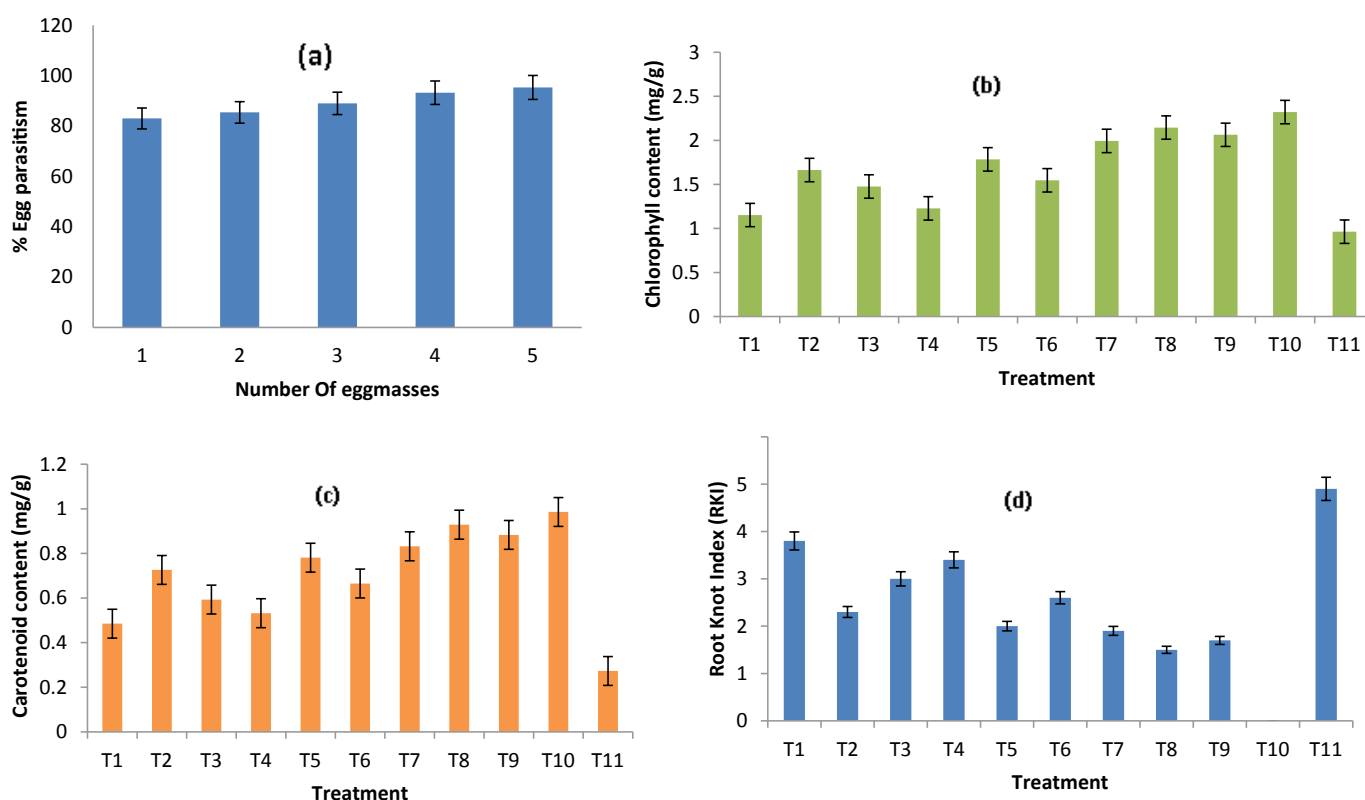 (a)
% Egg parasitism
120
100
80
60
40
20
0
1 2 3 4 5
Number Of eggmasses
(b)
Chlorophyll content (mg/g)
3
2.5
2
1.5
1
0.5
0
T1 T2 T3 T4 T5 T6 T7 T8 T9 T10 T11
Treatment
(c)
Carotenoid content (mg/g)
1.2
1
0.8
0.6
0.4
0.2
0
T1 T2 T3 T4 T5 T6 T7 T8 T9 T10 T11
Treatment
(d)
Root Knot Index (RKI)
5
4
3
2
1
0
T1 T2 T3 T4 T5 T6 T7 T8 T9 T10 T11
Treatment